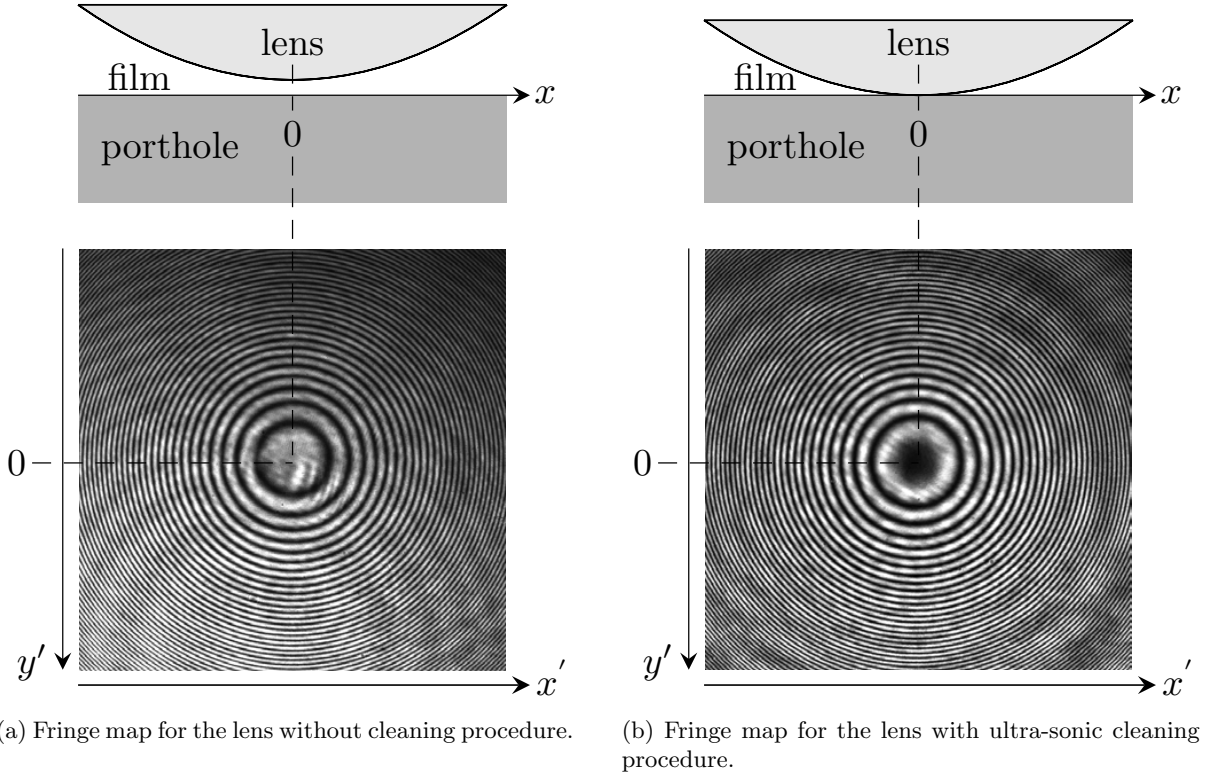 lens
film
x
0
porthole
0
y′
x′
(a) Fringe map for the lens without cleaning procedure.
lens
film
x
0
porthole
0
y′
x′
(b) Fringe map for the lens with ultra-sonic cleaning
procedure.